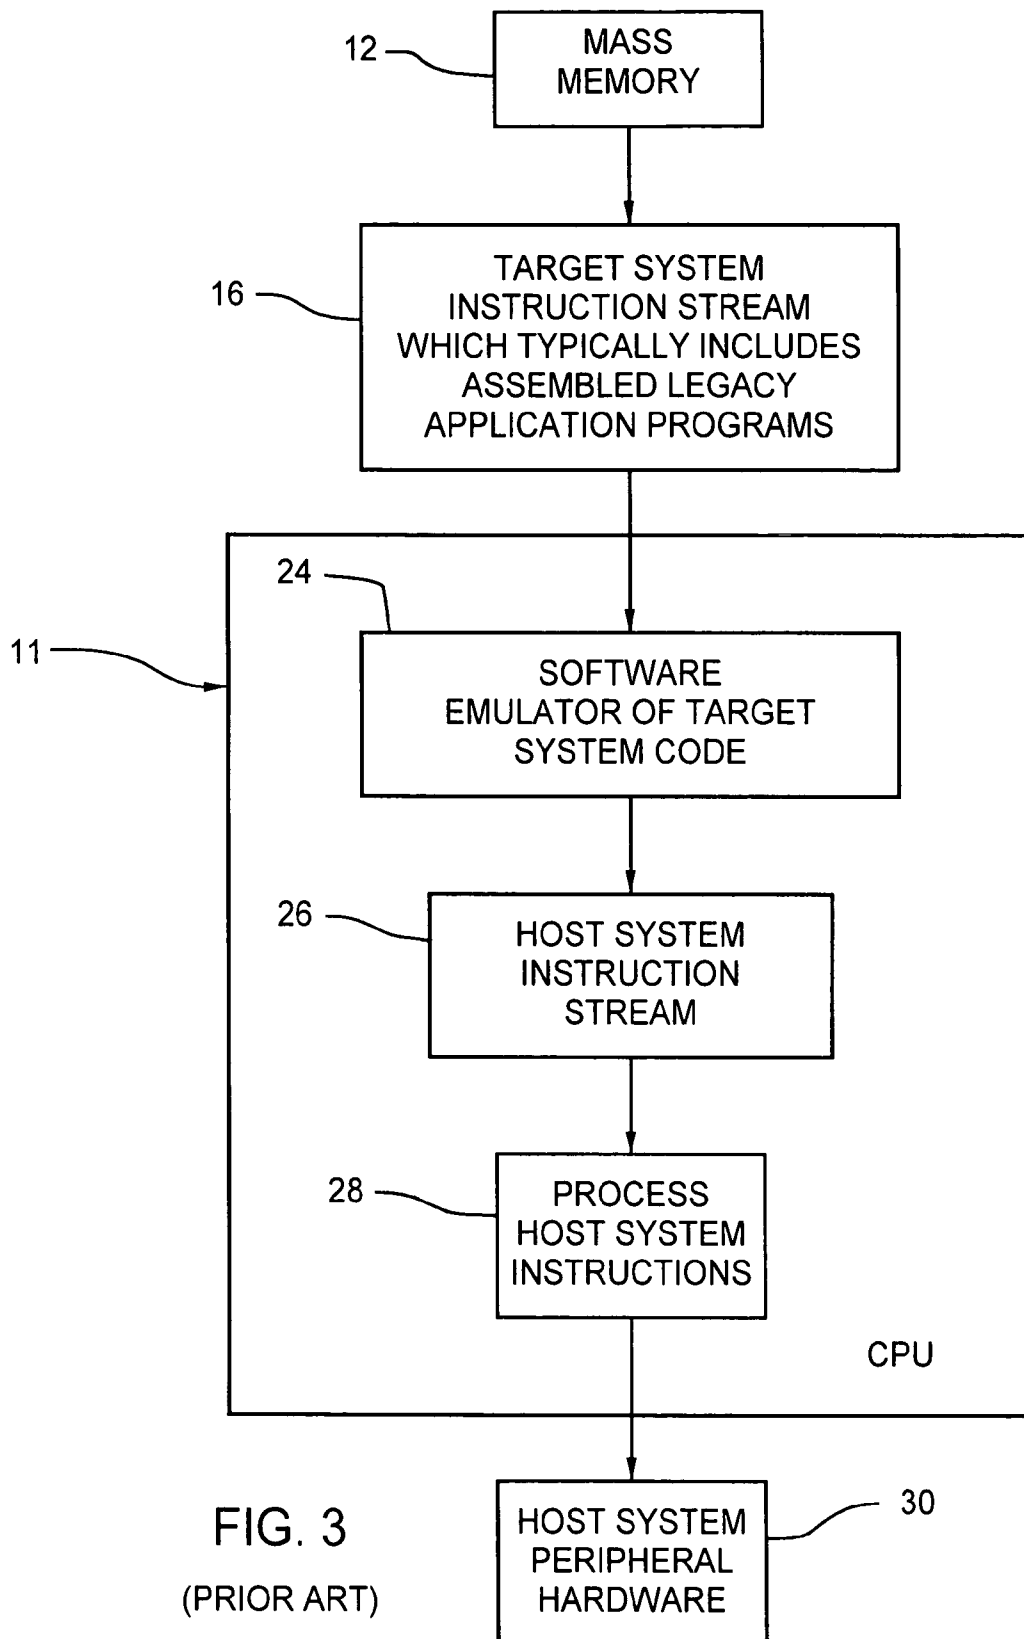 12
MASS
MEMORY
16
TARGET SYSTEM
INSTRUCTION STREAM
WHICH TYPICALLY INCLUDES
ASSEMBLED LEGACY
APPLICATION PROGRAMS
24
11
SOFTWARE
EMULATOR OF TARGET
SYSTEM CODE
26
HOST SYSTEM
INSTRUCTION
STREAM
28
PROCESS
HOST SYSTEM
INSTRUCTIONS
CPU
30
HOST SYSTEM
PERIPHERAL
HARDWARE
FIG. 3
(PRIOR ART)